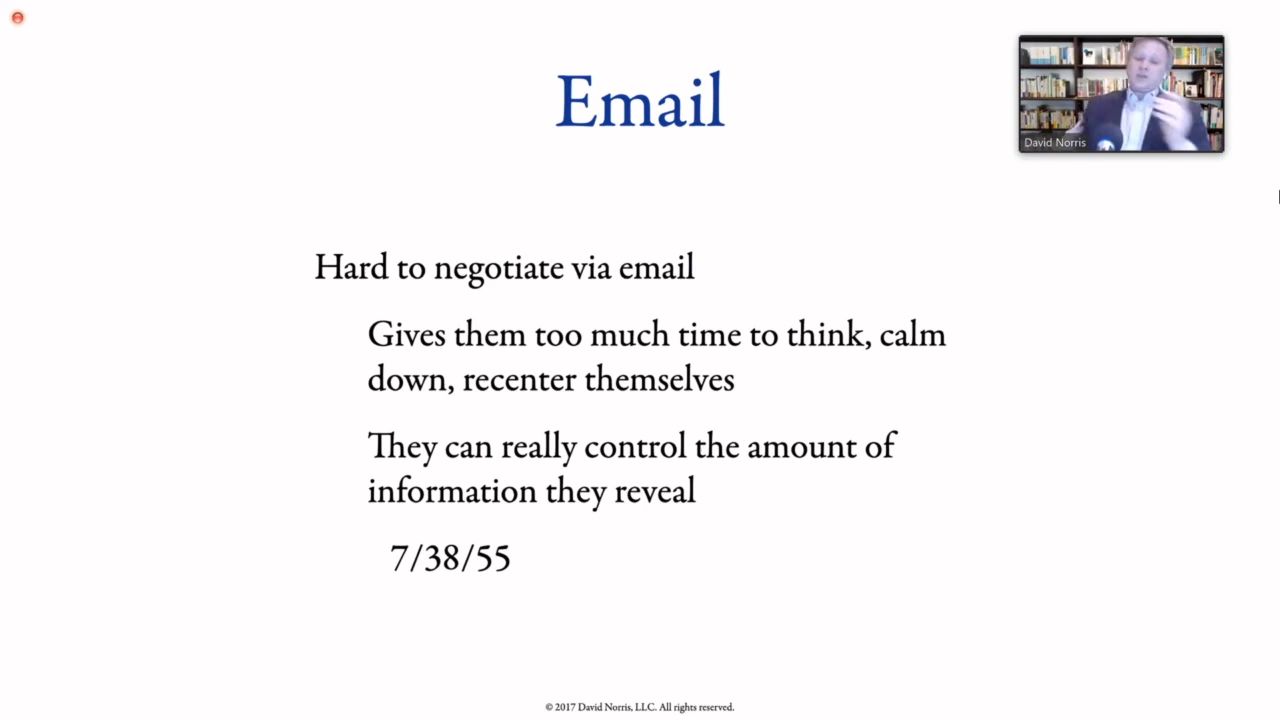 Email
David Norris
Hard to negotiate via email
Gives them too much time to think, calm
down, recenter themselves
They can really control the amount of
information they reveal
7/38/55
© 2017 David Norris, LLC. All rights reserved.